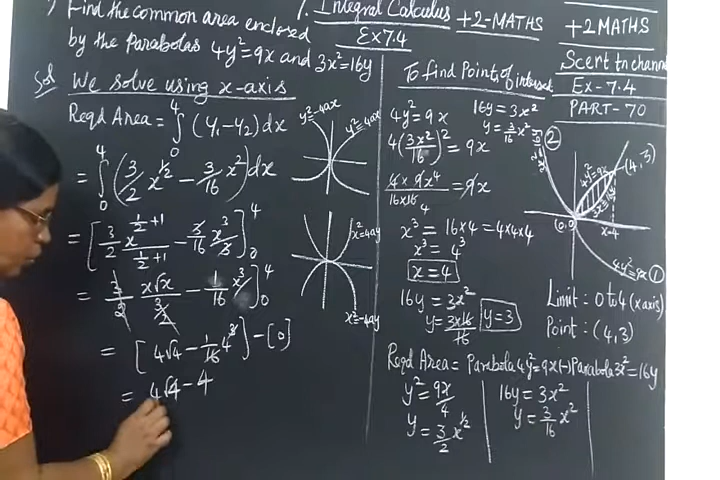 Find the common area enclosed
by the Parabolas 4y²=9x and 3x²=16y
Sol We solve using x-axis
Reqd Area = ∫₀⁴ (y₁-y₂) dx
= ∫₀⁴ (3/2 x^(1/2) - 3/16 x²) dx
= [3/2 x^(1/2+1)/(1/2+1) - 3/16 x³/3]₀⁴
= 3/2 x√x/(3/2) - 1/16 x³]₀⁴
= [4√4 - 1/16 4³] - [0]
= 4√4 - 4
y²=-4ax
y²=4ax
x²=4ay
x²=-4ay
Integral Calculus
Ex 7.4
+2-MATHS
+2 MATHS
Ex-7.4
PART-70
To find Points of intersect
4y²=9x
4(3x²/16)² = 9x
4×9x⁴/16×16 = 9x
4
x³ = 16×4 = 4×4×4
x³ = 4³
x=4
16y = 3x²
y = 3×16/16
y=3
16y = 3x²
y = 3/16 x²
②
4y²=9x
(4,3)
(0,0)
x=4
4y²=9x ①
Limit : 0 to 4 (x axis)
Point : (4,3)
Reqd Area = Parabola 4y²=9x (-) Parabola 3x²=16y
y² = 9x/4
y = 3/2 x^(1/2)
16y = 3x²
y = 3/16 x²